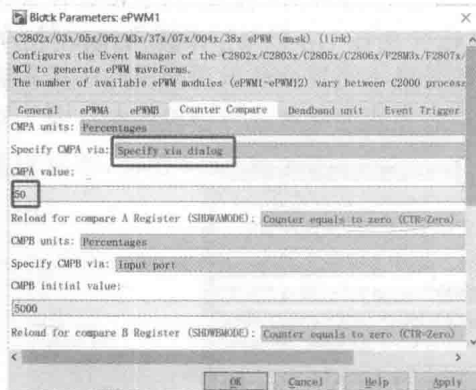 Block Parameters: ePWM1
C2802x/03x/05x/06x/M3x/37x/07x/004x/38x ePWM (mask) (link)
Configures the Event Manager of the C2802x/C2803x/C2805x/C2806x/F28M3x/F2807x/
MCU to generate ePWM waveforms.
The number of available ePWM modules (ePWM1~ePWM12) vary between C2000 proces
General ePWMA ePWMB Counter Compare Deadband unit Event Trigger
CMPA units: Percentages
Specify CMPA via: Specify via dialog
CMPA value:
50
Reload for compare A Register (SHDWAMODE): Counter equals to zero (CTR=Zero)
CMPB units: Percentages
Specify CMPB via: Input port
CMPB initial value:
5000
Reload for compare B Register (SHDWBMODE): Counter equals to zero (CTR=Zero)
OK Cancel Help Apply